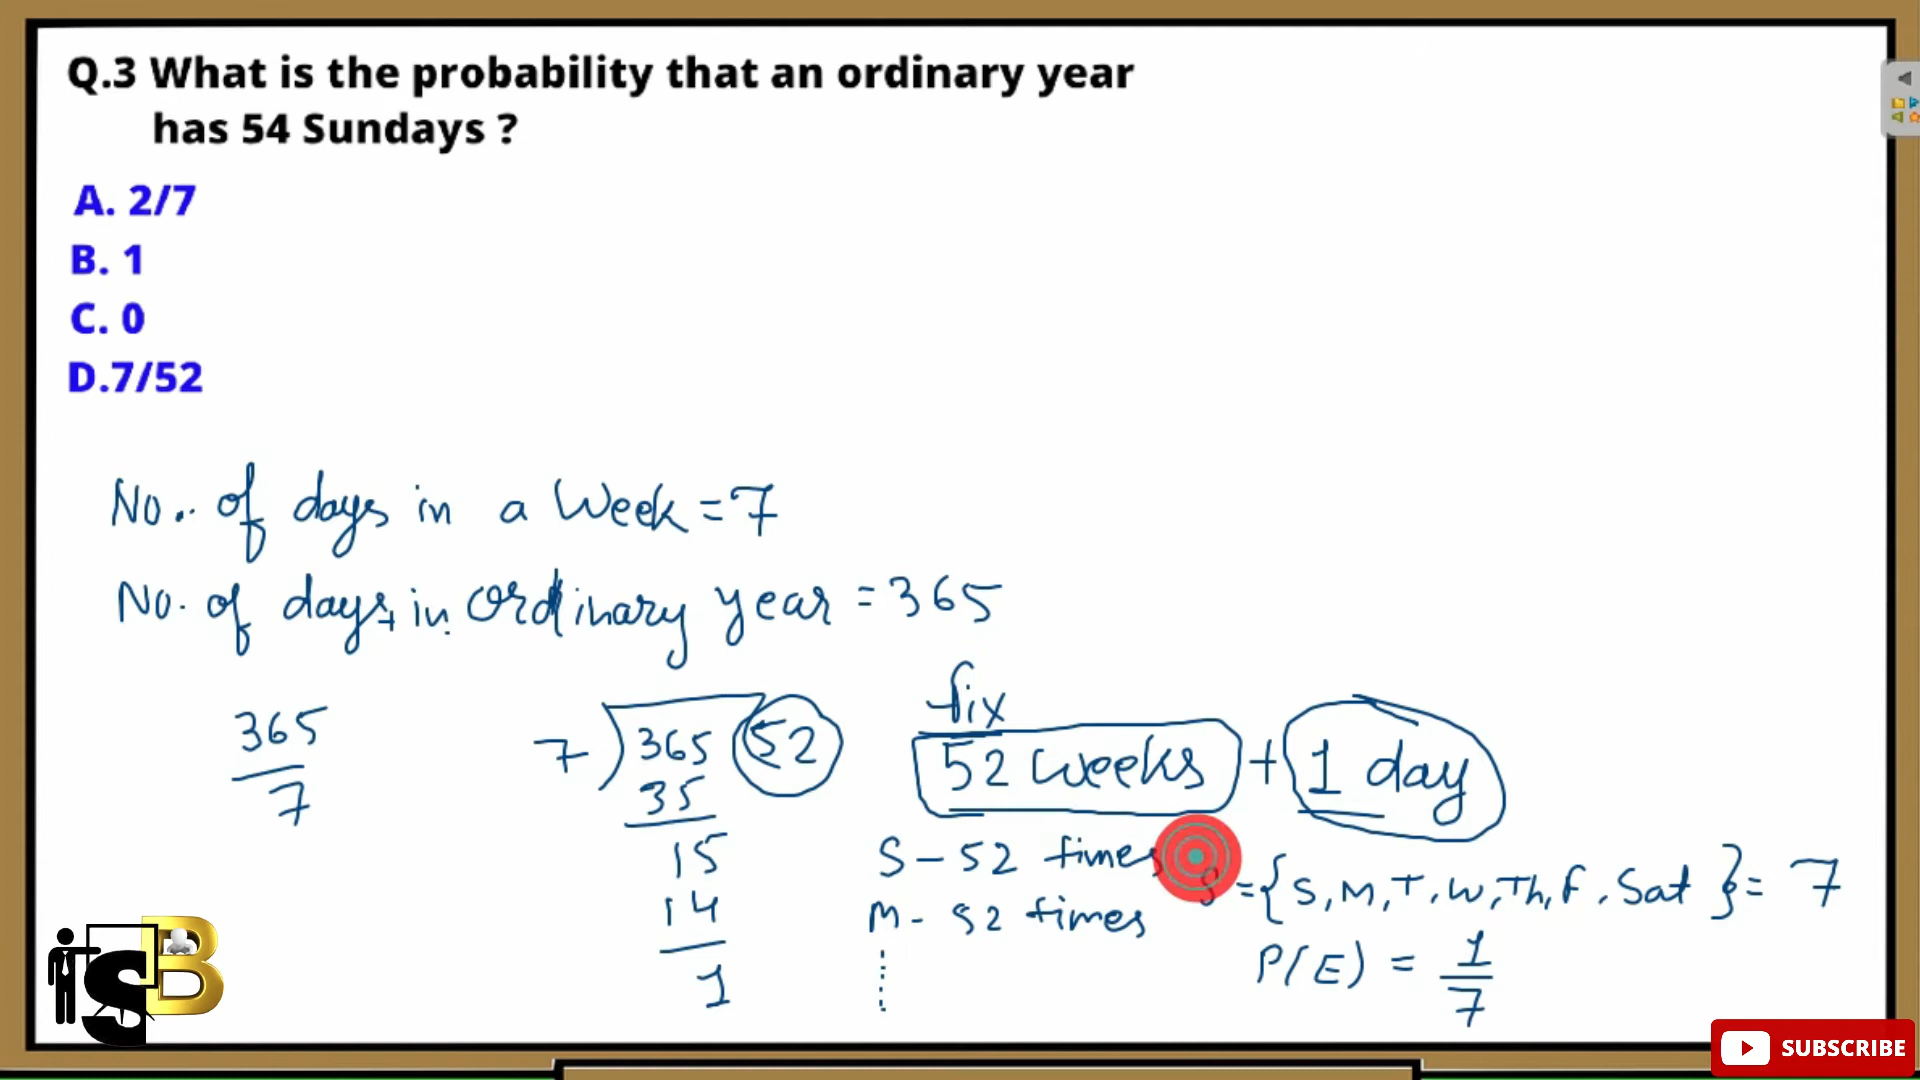 Q.3 What is the probability that an ordinary year
has 54 Sundays ?
A. 2/7
B. 1
C. 0
D.7/52
No.. of days in a Week = 7
No. of days in Ordinary year = 365
365
7
7 ) 365 ( 52
35
15
14
1
fix
52 weeks + 1 day
S - 52 times
M - 52 times
S = { S, M, T, W, Th, F, Sat } = 7
P(E) = 1
7
SB
SUBSCRIBE